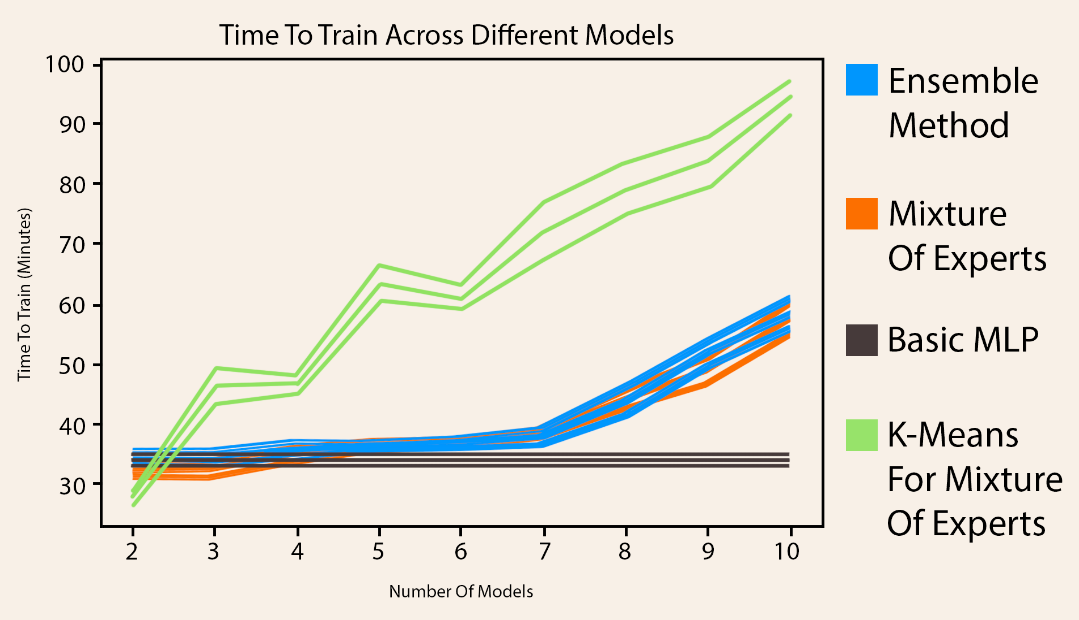 Time To Train Across Different Models
100
90
80
70
60
50
40
30
Time To Train (Minutes)
2 3 4 5 6 7 8 9 10
Number Of Models
Ensemble
Method
Mixture
Of Experts
Basic MLP
K-Means
For Mixture
Of Experts